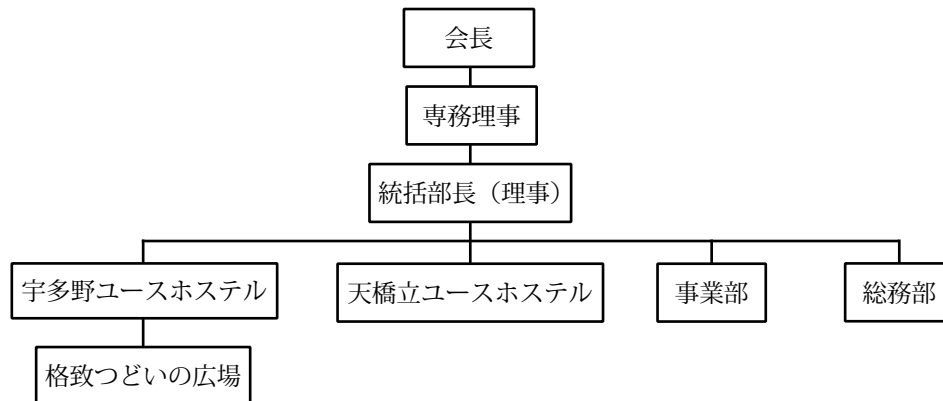 会長
専務理事
統括部長（理事）
宇多野ユースホステル
天橋立ユースホステル
事業部
総務部
格致つどいの広場